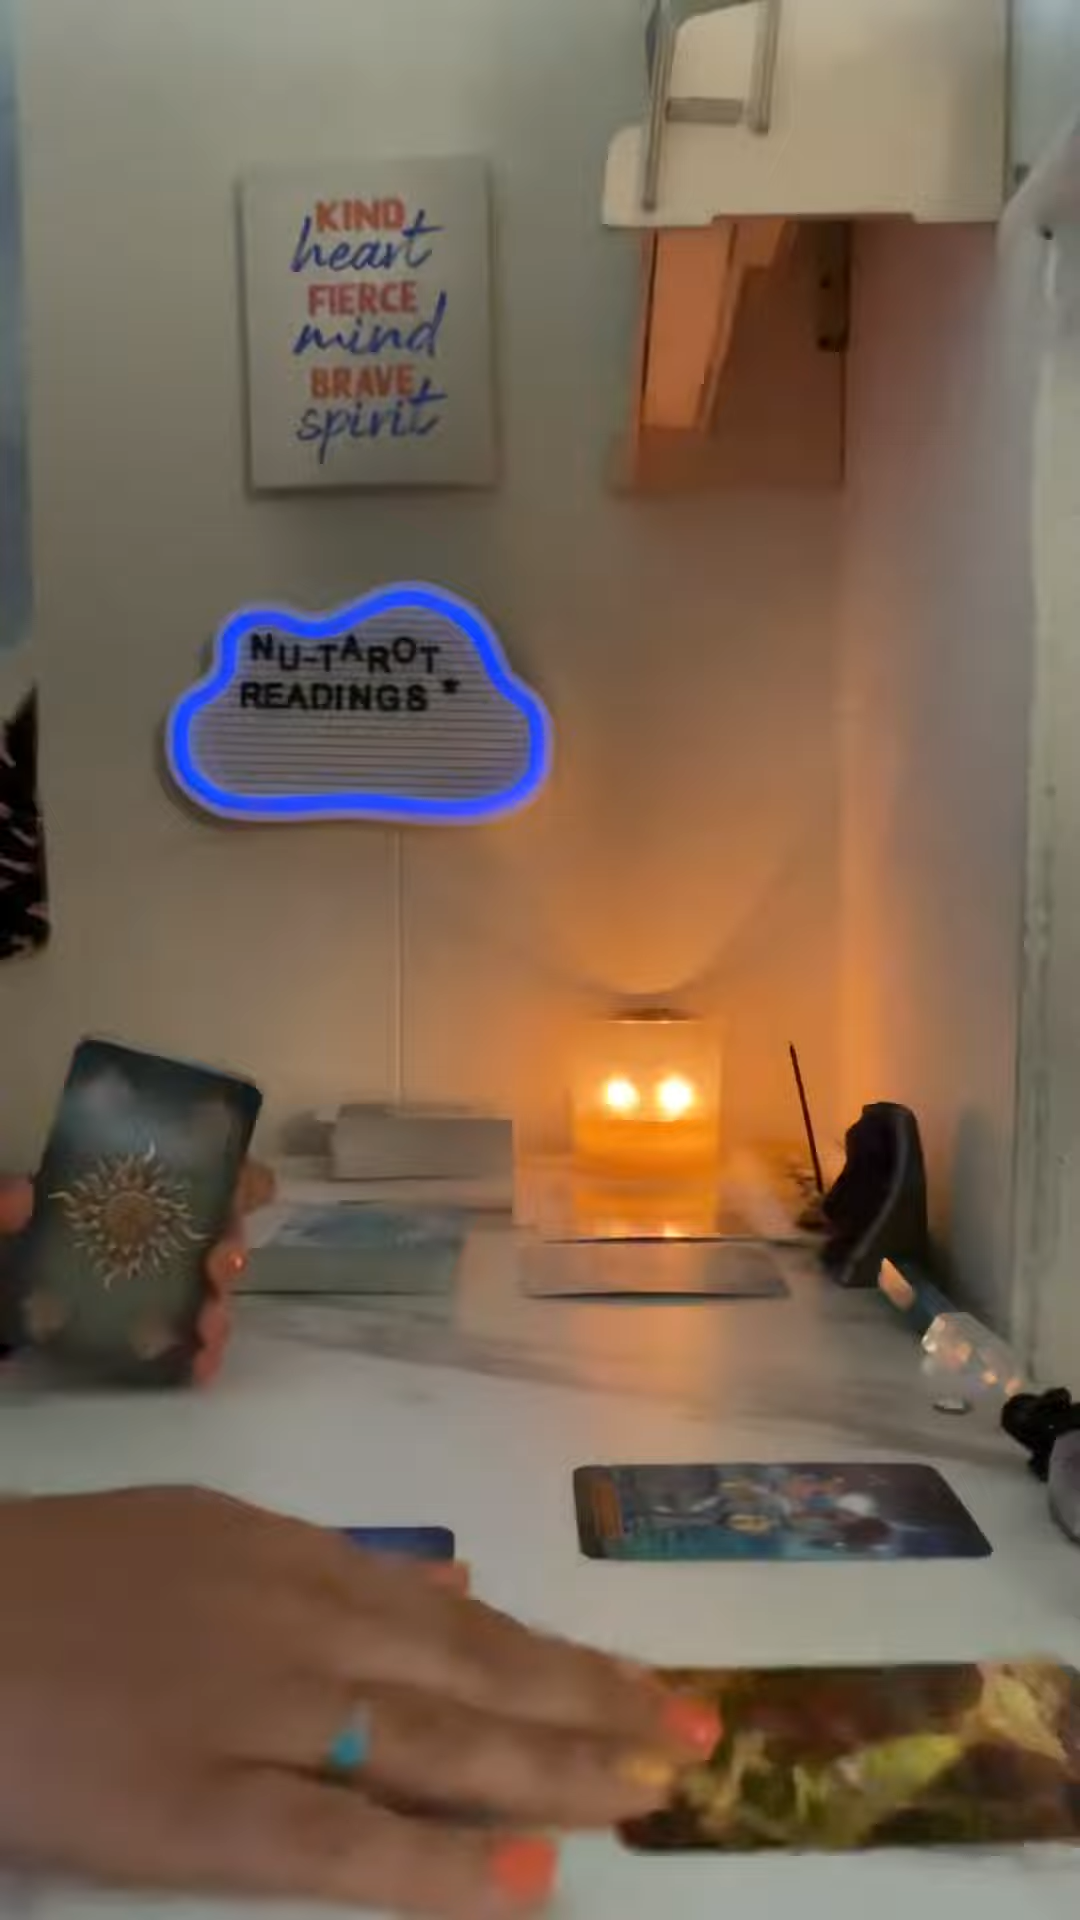 KIND
heart
FIERCE
mind
BRAVE
spirit
NU-TAROT
READINGS *